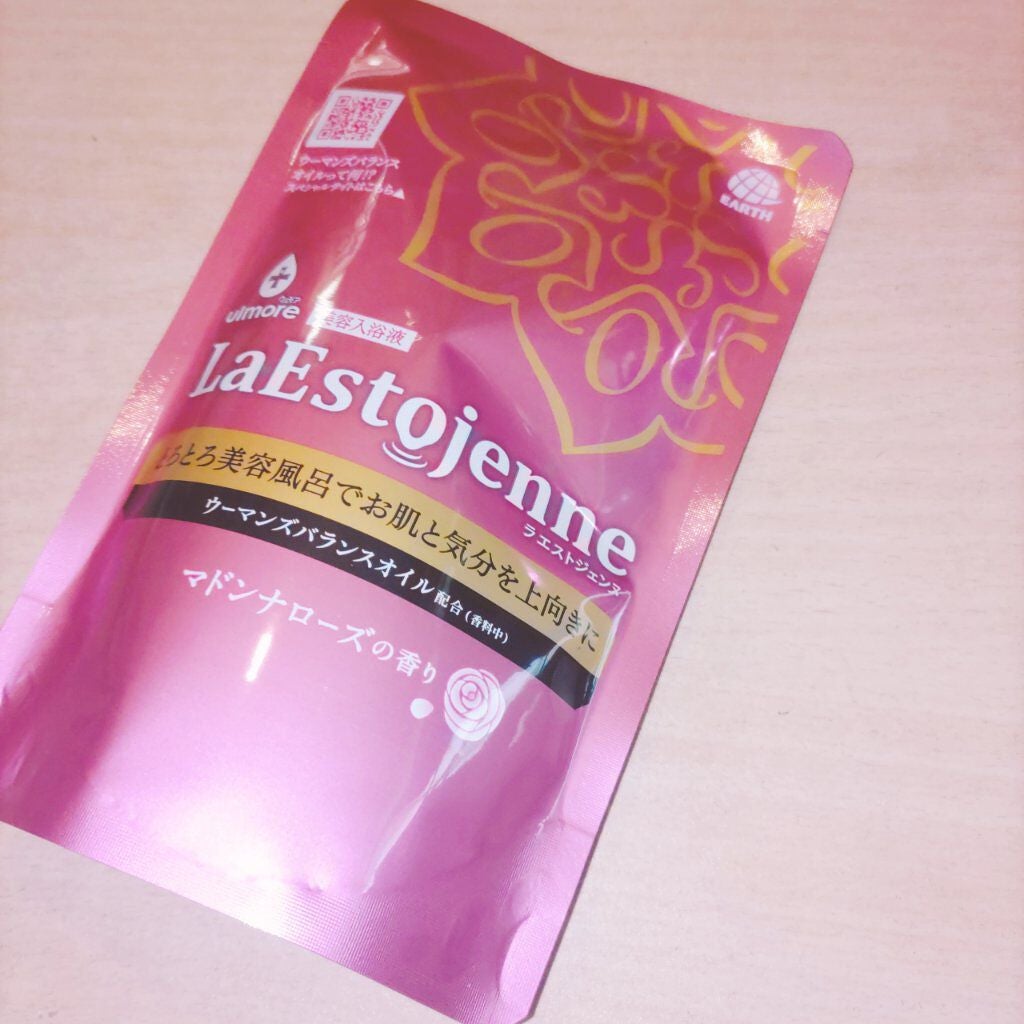 ウーマンズバランス
オイルって何!?
スペシャルサイトはこちら▲
EARTH
ウルモア
ulmore
美容入浴液
LaEstojenne
ラエストジェンヌ
とろとろ美容風呂でお肌と気分を上向きに
ウーマンズバランスオイル配合(香料中)
マドンナローズの香り